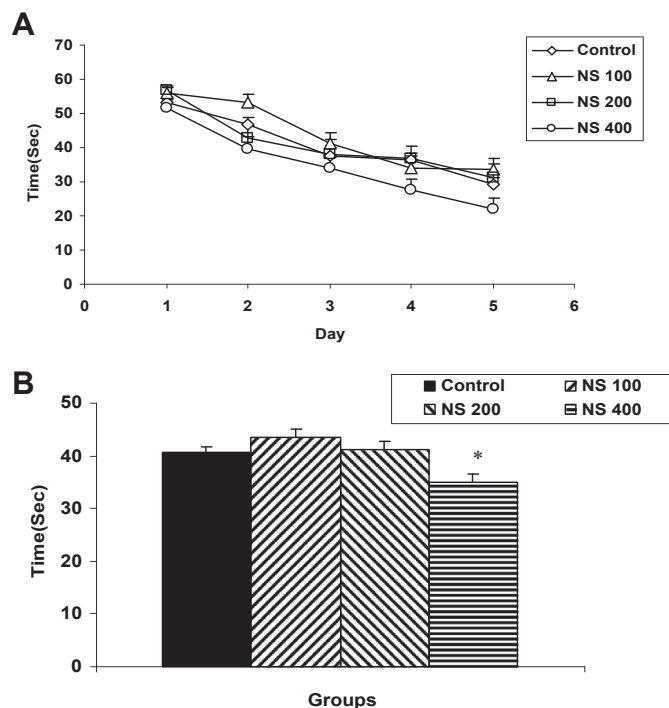 A
70
60
50
40
30
20
10
0
Time(Sec)
0 1 2 3 4 5 6
Day
Control
NS 100
NS 200
NS 400
B
Control NS 100
NS 200 NS 400
50
40
30
20
10
0
Time(Sec)
*
Groups